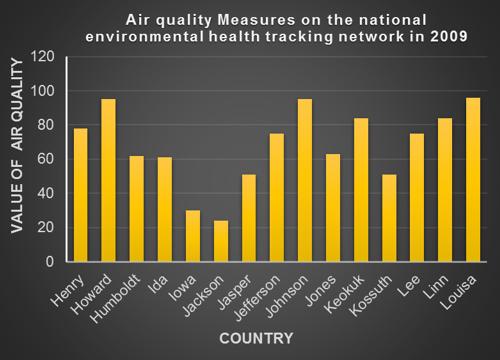 Air quality Measures on the national
environmental health tracking network in 2009
VALUE OF AIR QUALITY
120
100
80
60
40
20
0
Henry
Howard
Humboldt
Ida
Iowa
Jackson
Jasper
Jefferson
Johnson
Jones
Keokuk
Kossuth
Lee
Linn
Louisa
COUNTRY